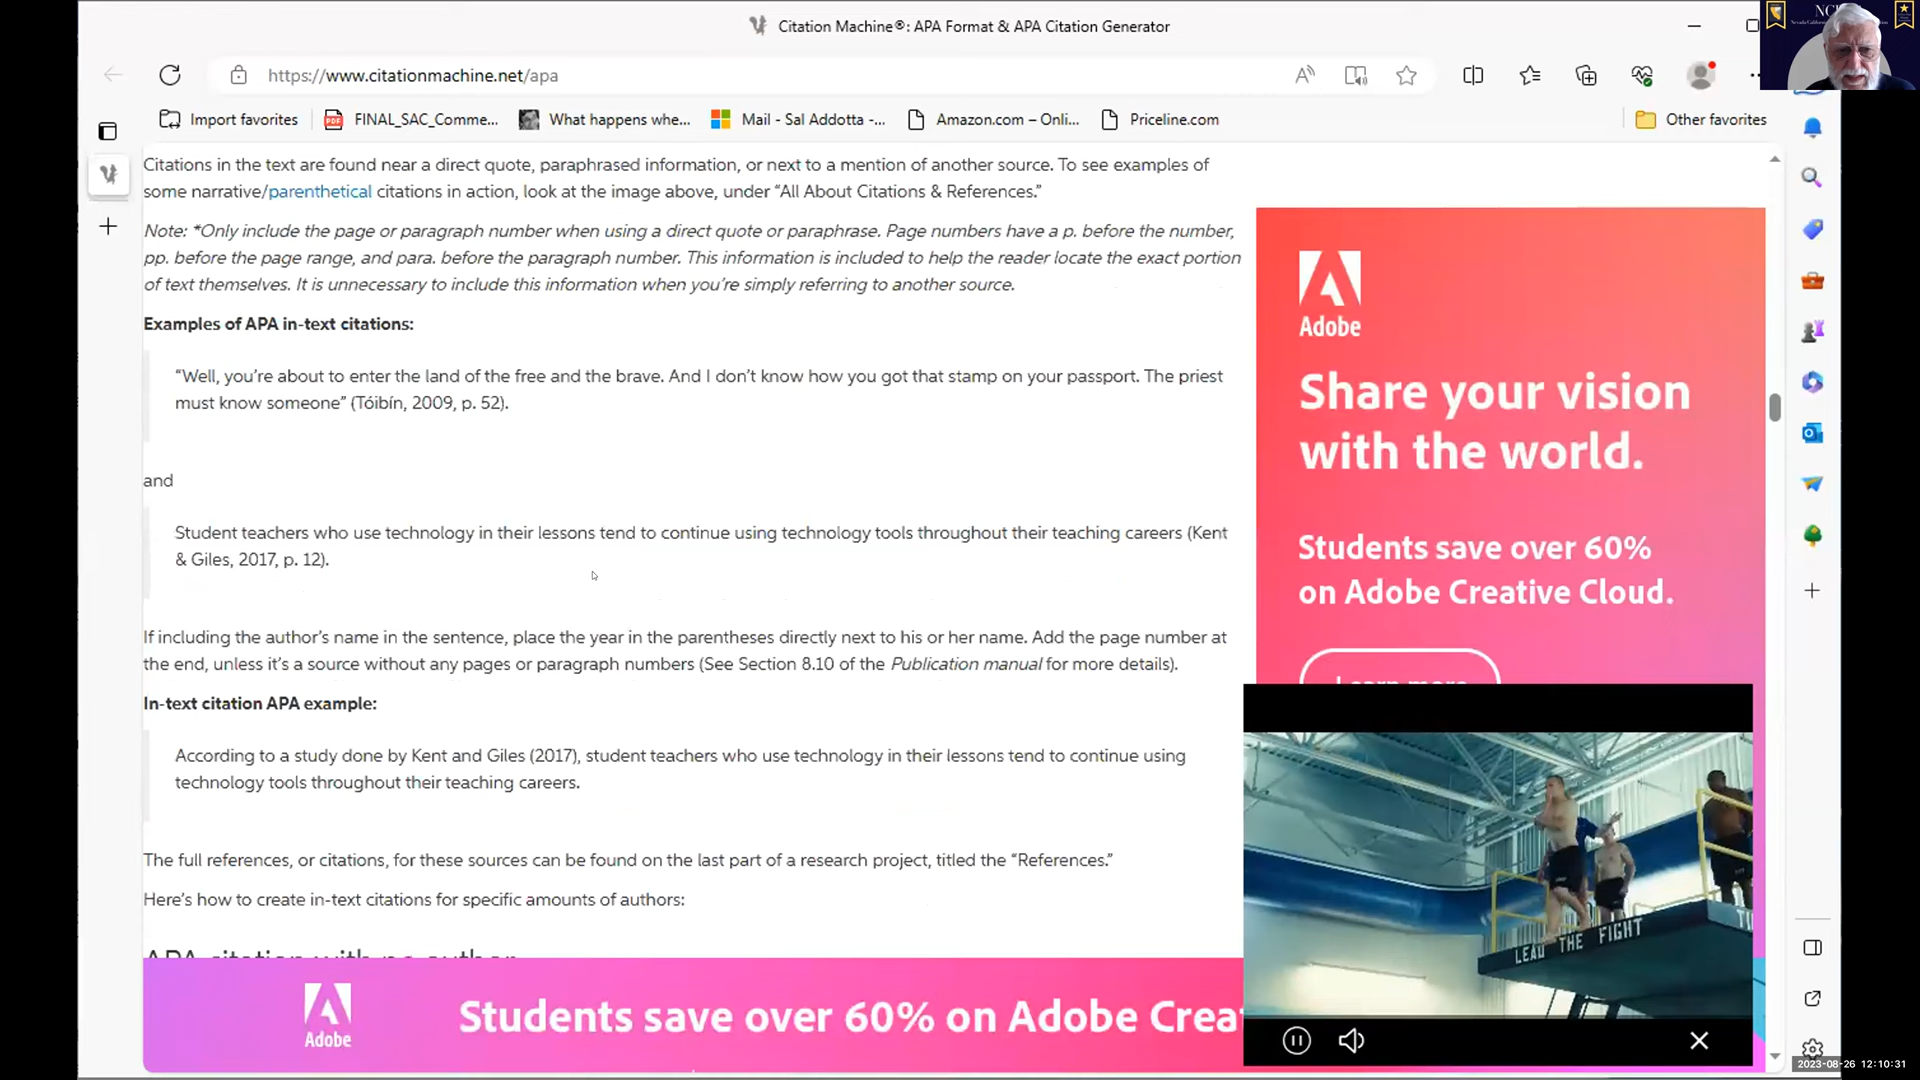 Citation Machine®: APA Format & APA Citation Generator
https://www.citationmachine.net/apa
Import favorites
FINAL_SAC_Comme...
What happens whe...
Mail - Sal Addotta -...
Amazon.com – Onli...
Priceline.com
Other favorites
Citations in the text are found near a direct quote, paraphrased information, or next to a mention of another source. To see examples of
some narrative/parenthetical citations in action, look at the image above, under “All About Citations & References.”
Note: *Only include the page or paragraph number when using a direct quote or paraphrase. Page numbers have a p. before the number,
pp. before the page range, and para. before the paragraph number. This information is included to help the reader locate the exact portion
of text themselves. It is unnecessary to include this information when you’re simply referring to another source.
Examples of APA in-text citations:
“Well, you’re about to enter the land of the free and the brave. And I don’t know how you got that stamp on your passport. The priest
must know someone” (Tóibín, 2009, p. 52).
and
Student teachers who use technology in their lessons tend to continue using technology tools throughout their teaching careers (Kent
& Giles, 2017, p. 12).
If including the author’s name in the sentence, place the year in the parentheses directly next to his or her name. Add the page number at
the end, unless it’s a source without any pages or paragraph numbers (See Section 8.10 of the Publication manual for more details).
In-text citation APA example:
According to a study done by Kent and Giles (2017), student teachers who use technology in their lessons tend to continue using
technology tools throughout their teaching careers.
The full references, or citations, for these sources can be found on the last part of a research project, titled the “References.”
Here’s how to create in-text citations for specific amounts of authors:
APA citation with no author
Adobe
Share your vision
with the world.
Students save over 60%
on Adobe Creative Cloud.
Learn more
LEAD THE FIGHT
Adobe
Students save over 60% on Adobe Crea
2023-08-26 12:10:31